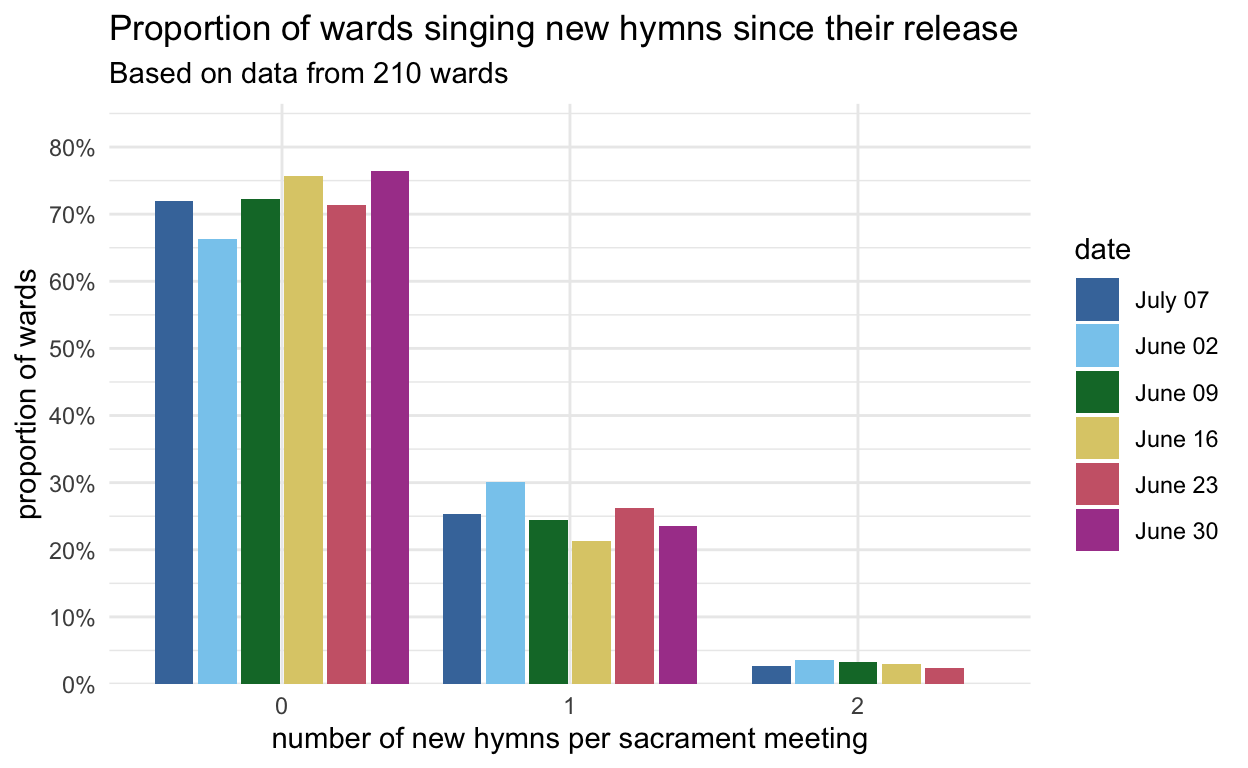 Proportion of wards singing new hymns since their release
Based on data from 210 wards
proportion of wards
80%
70%
60%
50%
40%
30%
20%
10%
0%
0
1
2
number of new hymns per sacrament meeting
date
July 07
June 02
June 09
June 16
June 23
June 30